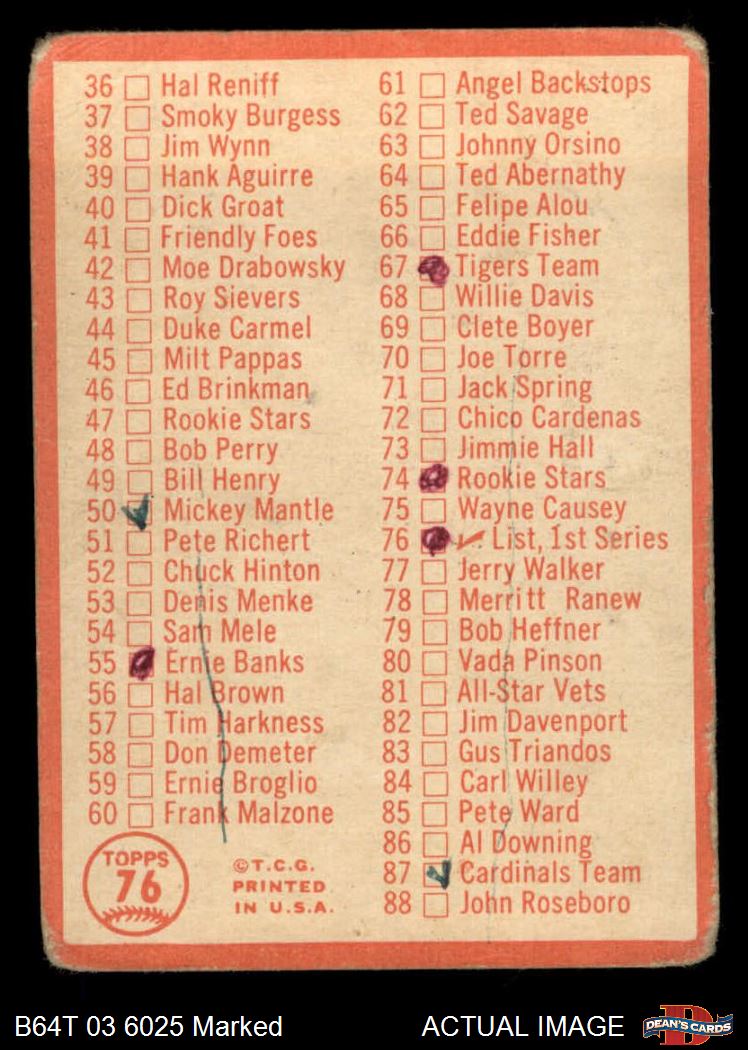 36 Hal Reniff
37 Smoky Burgess
38 Jim Wynn
39 Hank Aguirre
40 Dick Groat
41 Friendly Foes
42 Moe Drabowsky
43 Roy Sievers
44 Duke Carmel
45 Milt Pappas
46 Ed Brinkman
47 Rookie Stars
48 Bob Perry
49 Bill Henry
50 Mickey Mantle
51 Pete Richert
52 Chuck Hinton
53 Denis Menke
54 Sam Mele
55 Ernie Banks
56 Hal Brown
57 Tim Harkness
58 Don Demeter
59 Ernie Broglio
60 Frank Malzone
TOPPS
76
©T.C.G.
PRINTED
IN U.S.A.
61 Angel Backstops
62 Ted Savage
63 Johnny Orsino
64 Ted Abernathy
65 Felipe Alou
66 Eddie Fisher
67 Tigers Team
68 Willie Davis
69 Clete Boyer
70 Joe Torre
71 Jack Spring
72 Chico Cardenas
73 Jimmie Hall
74 Rookie Stars
75 Wayne Causey
76 List, 1st Series
77 Jerry Walker
78 Merritt Ranew
79 Bob Heffner
80 Vada Pinson
81 All-Star Vets
82 Jim Davenport
83 Gus Triandos
84 Carl Willey
85 Pete Ward
86 Al Downing
87 Cardinals Team
88 John Roseboro
B64T 03 6025 Marked
ACTUAL IMAGE
DEAN'S CARDS